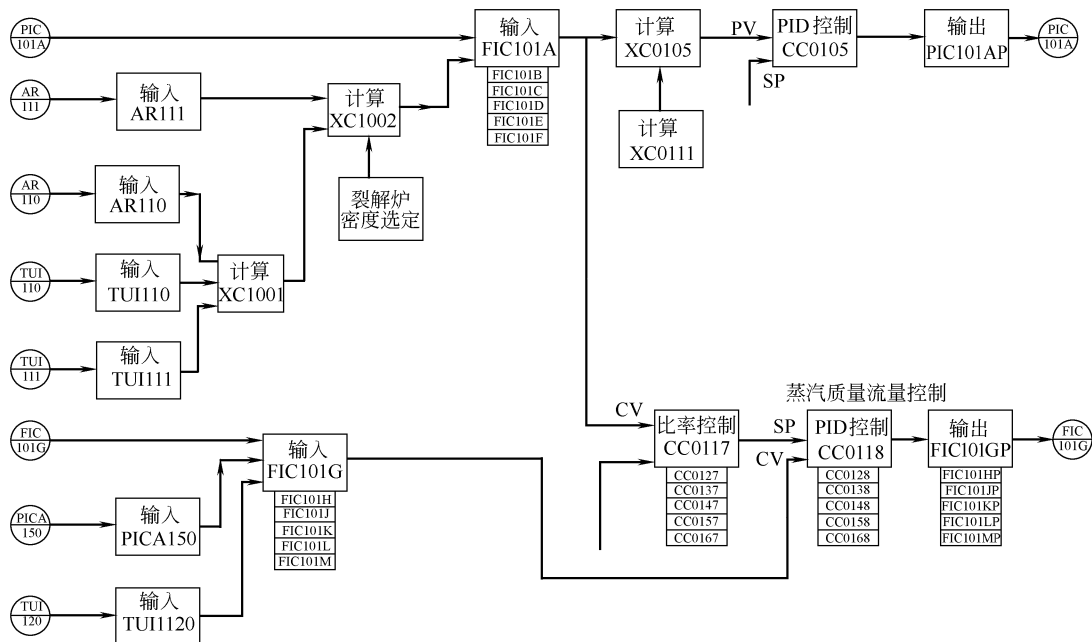 PIC
101A
输入
FIC101A
FIC101B
FIC101C
FIC101D
FIC101E
FIC101F
计算
XC0105
PV
PID控制
CC0105
SP
输出
PIC101AP
PIC
101A
AR
111
输入
AR111
计算
XC1002
计算
XC0111
裂解炉
密度选定
AR
110
输入
AR110
TUI
110
输入
TUI110
计算
XC1001
TUI
111
输入
TUI111
蒸汽质量流量控制
FIC
101G
输入
FIC101G
FIC101H
FIC101J
FIC101K
FIC101L
FIC101M
CV
比率控制
CC0117
CC0127
CC0137
CC0147
CC0157
CC0167
SP
CV
PID控制
CC0118
CC0128
CC0138
CC0148
CC0158
CC0168
输出
FIC101GP
FIC101HP
FIC101JP
FIC101KP
FIC101LP
FIC101MP
FIC
101G
PICA
150
输入
PICA150
TUI
120
输入
TUI1120